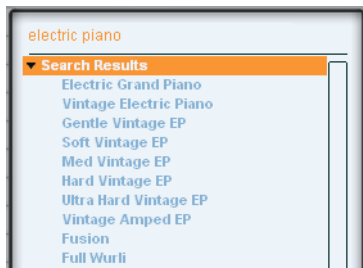 electric piano
Search Results
Electric Grand Piano
Vintage Electric Piano
Gentle Vintage EP
Soft Vintage EP
Med Vintage EP
Hard Vintage EP
Ultra Hard Vintage EP
Vintage Amped EP
Fusion
Full Wurli